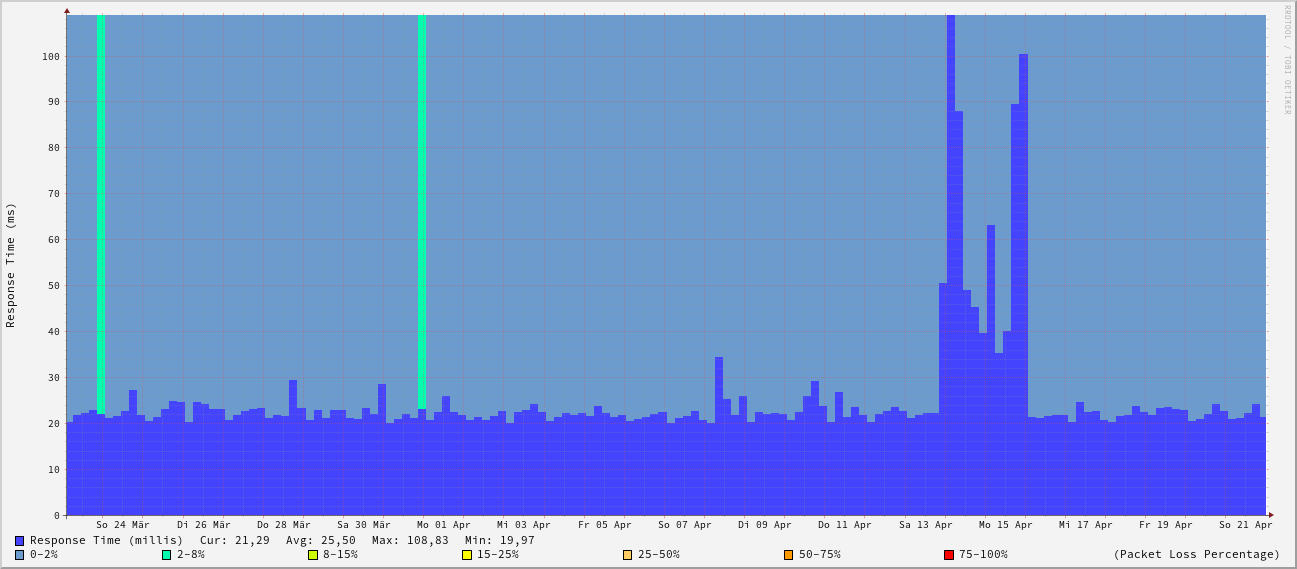 RRDTOOL / TOBI OETIKER
Response Time (ms)
100
90
80
70
60
50
40
30
20
10
0
So 24 Mär Di 26 Mär Do 28 Mär Sa 30 Mär Mo 01 Apr Mi 03 Apr Fr 05 Apr So 07 Apr Di 09 Apr Do 11 Apr Sa 13 Apr Mo 15 Apr Mi 17 Apr Fr 19 Apr So 21 Apr
Response Time (millis) Cur: 21,29 Avg: 25,50 Max: 108,83 Min: 19,97
0-2% 2-8% 8-15% 15-25% 25-50% 50-75% 75-100% (Packet Loss Percentage)